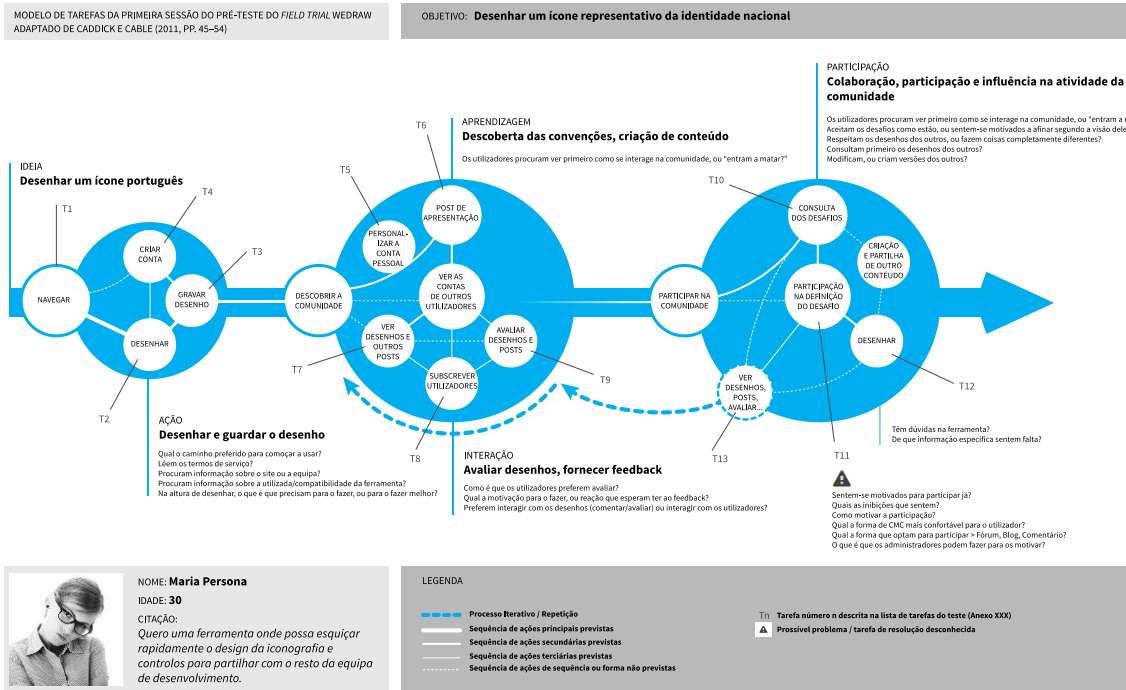 MODELO DE TAREFAS DA PRIMEIRA SESSÃO DO PRÉ-TESTE DO FIELD TRIAL WEDRAW
ADAPTADO DE CADDICK E CABLE (2011, PP. 45–54)
OBJETIVO: Desenhar um ícone representativo da identidade nacional
PARTICIPAÇÃO
Colaboração, participação e influência na atividade da
comunidade
Os utilizadores procuram ver primeiro como se interage na comunidade, ou “entram a
Aceitam os desafios como estão, ou sentem-se motivados a afinar segundo a visão
Respeitam os desenhos dos outros, ou fazem coisas completamente diferentes?
Consultam primeiro os desenhos dos outros?
Modificam, ou criam versões dos outros?
APRENDIZAGEM
Descoberta das convenções, criação de conteúdo
Os utilizadores procuram ver primeiro como se interage na comunidade, ou “entram a matar?”
IDEIA
Desenhar um ícone português
T1
T4
T3
T2
NAVEGAR
CRIAR
CONTA
GRAVAR
DESENHO
DESENHAR
T5
T6
T7
T8
T9
DESCOBRIR A
COMUNIDADE
PERSONAL-
IZAR A
CONTA
PESSOAL
POST DE
APRESENTAÇÃO
VER AS
CONTAS
DE OUTROS
UTILIZADORES
VER
DESENHOS E
OUTROS
POSTS
AVALIAR
DESENHOS E
POSTS
SUBSCREVER
UTILIZADORES
T10
T12
T13
T11
PARTICIPAR NA
COMUNIDADE
CONSULTA
DOS DESAFIOS
CRIAÇÃO
E PARTILHA
DE OUTRO
CONTÉUDO
PARTICIPAÇÃO
NA DEFINIÇÃO
DO DESAFIO
DESENHAR
VER
DESENHOS,
POSTS,
AVALIAR...
AÇÃO
Desenhar e guardar o desenho
Qual o caminho preferido para começar a usar?
Lêem os termos de serviço?
Procuram informação sobre o site ou a equipa?
Procuram informação sobre a utilizada/compatibilidade da ferramenta?
Na altura de desenhar, o que é que precisam para o fazer, ou para o fazer melhor?
INTERAÇÃO
Avaliar desenhos, fornecer feedback
Como é que os utilizadores preferem avaliar?
Qual a motivação para o fazer, ou reação que esperam ter ao feedback?
Preferem interagir com os desenhos (comentar/avaliar) ou interagir com os utilizadores?
Têm dúvidas na ferramenta?
De que informação específica sentem falta?
Sentem-se motivados para participar já?
Quais as inibições que sentem?
Como motivar a participação?
Qual a forma de CMC mais confortável para o utilizador?
Qual a forma que optam para participar > Fórum, Blog, Comentário?
O que é que os administradores podem fazer para os motivar?
NOME: Maria Persona
IDADE: 30
CITAÇÃO:
Quero uma ferramenta onde possa esquiçar
rapidamente o design da iconografia e
controlos para partilhar com o resto da equipa
de desenvolvimento.
LEGENDA
Processo Iterativo / Repetição
Sequência de ações principais previstas
Sequência de ações secundárias previstas
Sequência de ações terciárias previstas
Sequência de ações de sequência ou forma não previstas
Tn Tarefa número n descrita na lista de tarefas do teste (Anexo XXX)
Prossível problema / tarefa de resolução desconhecida